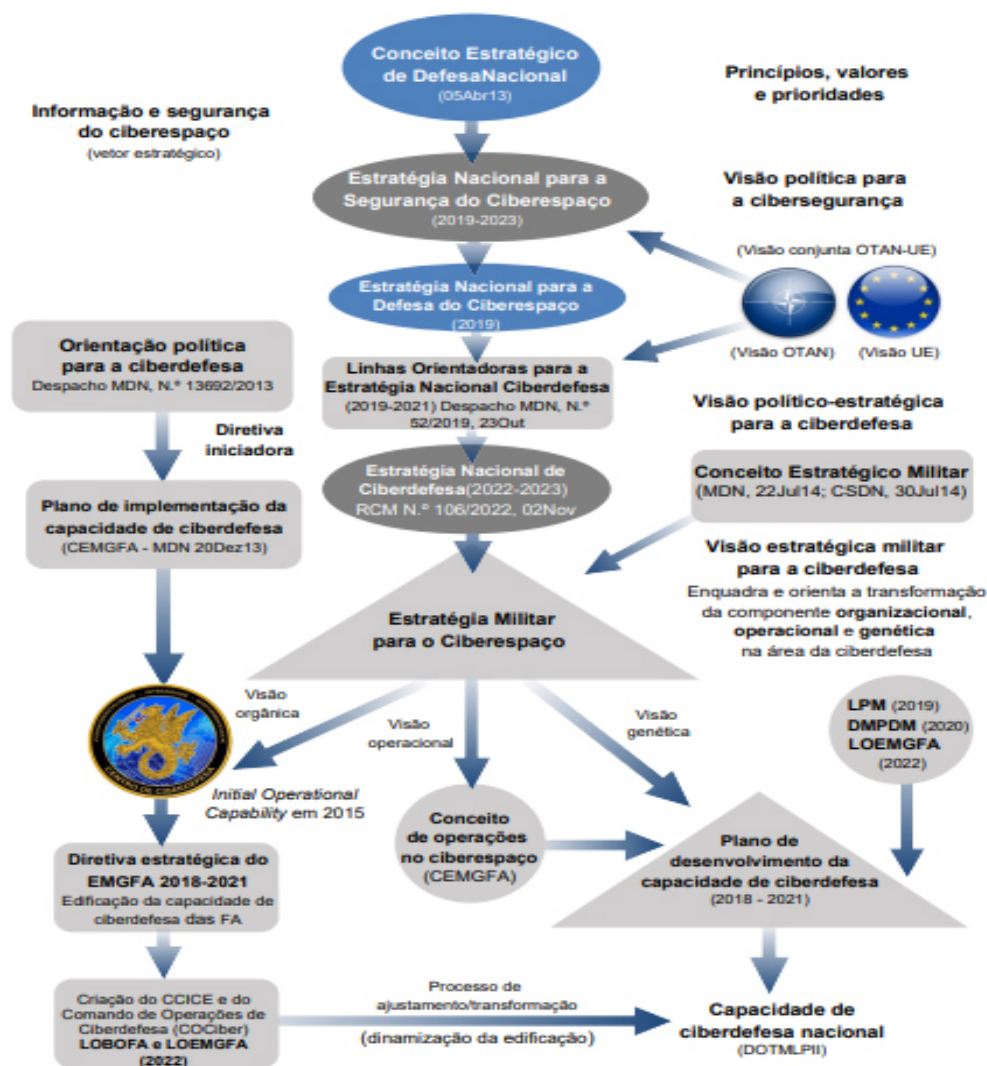 Conceito Estratégico
de DefesaNacional
(05Abr13)
Princípios, valores
e prioridades
Informação e segurança
do ciberespaço
(vetor estratégico)
Estratégia Nacional para a
Segurança do Ciberespaço
(2019-2023)
Visão política para
a cibersegurança
(Visão conjunta OTAN-UE)
Estratégia Nacional para a
Defesa do Ciberespaço
(2019)
(Visão OTAN)
(Visão UE)
Orientação política
para a ciberdefesa
Despacho MDN, N.º 13692/2013
Linhas Orientadoras para a
Estratégia Nacional Ciberdefesa
(2019-2021) Despacho MDN, N.º
52/2019, 23Out
Visão político-estratégica
para a ciberdefesa
Diretiva
iniciadora
Estratégia Nacional de
Ciberdefesa(2022-2023)
RCM N.º 106/2022, 02Nov
Conceito Estratégico Militar
(MDN, 22Jul14; CSDN, 30Jul14)
Plano de implementação da
capacidade de ciberdefesa
(CEMGFA - MDN 20Dez13)
Visão estratégica militar
para a ciberdefesa
Enquadra e orienta a transformação
da componente organizacional,
operacional e genética
na área da ciberdefesa
Estratégia Militar
para o Ciberespaço
Visão
orgânica
Visão
operacional
Visão
genética
LPM (2019)
DMPDM (2020)
LOEMGFA
(2022)
CENTRO DE CIBERDEFESA
Initial Operational
Capability em 2015
Conceito
de operações
no ciberespaço
(CEMGFA)
Plano de
desenvolvimento da
capacidade de ciberdefesa
(2018 - 2021)
Diretiva estratégica do
EMGFA 2018-2021
Edificação da capacidade de
ciberdefesa das FA
Criação do CCICE e do
Comando de Operações de
Ciberdefesa (COCiber)
LOBOFA e LOEMGFA
(2022)
Processo de
ajustamento/transformação
(dinamização da edificação)
Capacidade de
ciberdefesa nacional
(DOTMLPII)